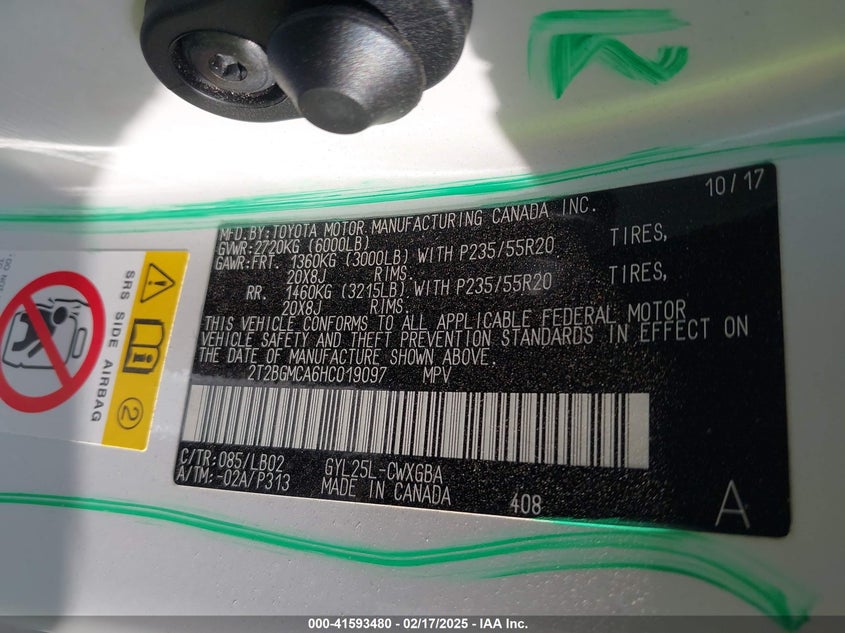 10/17
MFD.BY:TOYOTA MOTOR MANUFACTURING CANADA INC.
GVWR:2720KG (6000LB)
GAWR:FRT. 1360KG (3000LB) WITH P235/55R20 TIRES,
20X8J RIMS.
RR. 1460KG (3215LB) WITH P235/55R20 TIRES,
20X8J RIMS.
THIS VEHICLE CONFORMS TO ALL APPLICABLE FEDERAL MOTOR
VEHICLE SAFETY AND THEFT PREVENTION STANDARDS IN EFFECT ON
THE DATE OF MANUFACTURE SHOWN ABOVE.
2T2BGMCA6HC019097 MPV
C/TR:085/LB02 GYL25L-CWXGBA
A/TM:-02A/P313 MADE IN CANADA 408
A
SRS SIDE AIRBAG
2
DO NOT
000-41593480 - 02/17/2025 - IAA Inc.